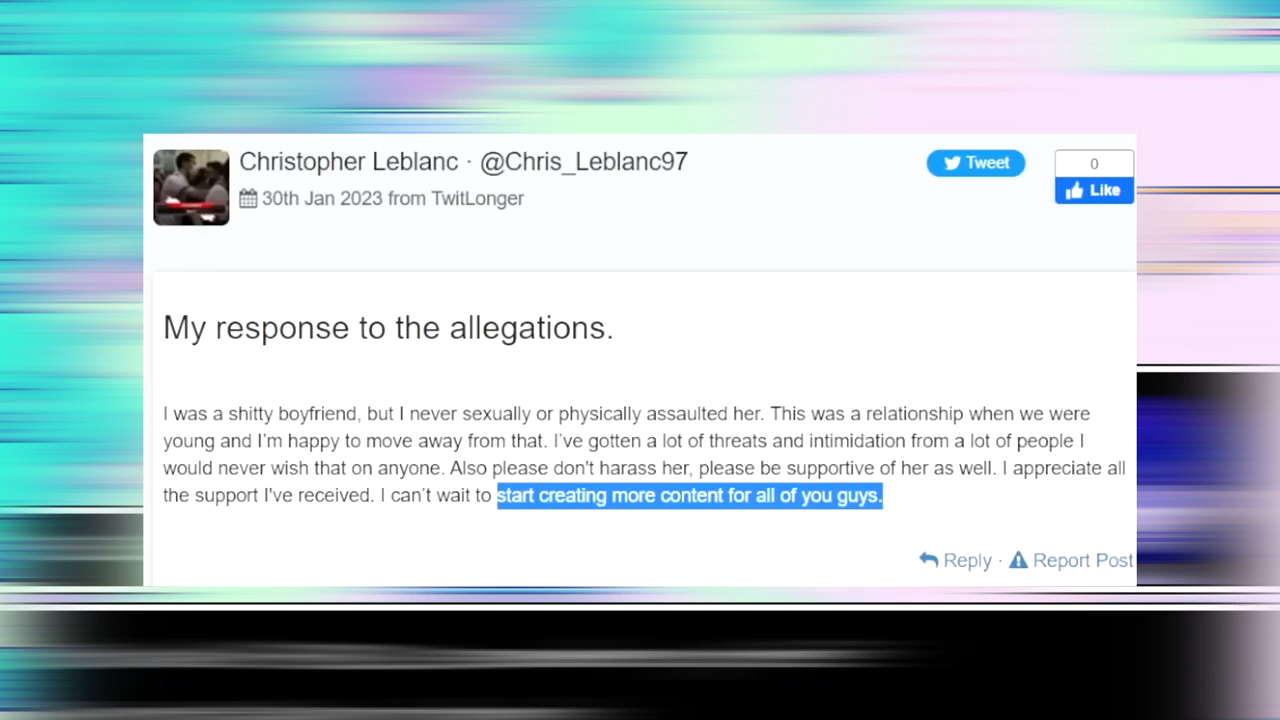 Christopher Leblanc · @Chris_Leblanc97
Tweet
0
Like
30th Jan 2023 from TwitLonger
My response to the allegations.
I was a shitty boyfriend, but I never sexually or physically assaulted her. This was a relationship when we were
young and I'm happy to move away from that. I've gotten a lot of threats and intimidation from a lot of people I
would never wish that on anyone. Also please don't harass her, please be supportive of her as well. I appreciate all
the support I've received. I can't wait to start creating more content for all of you guys.
Reply · Report Post